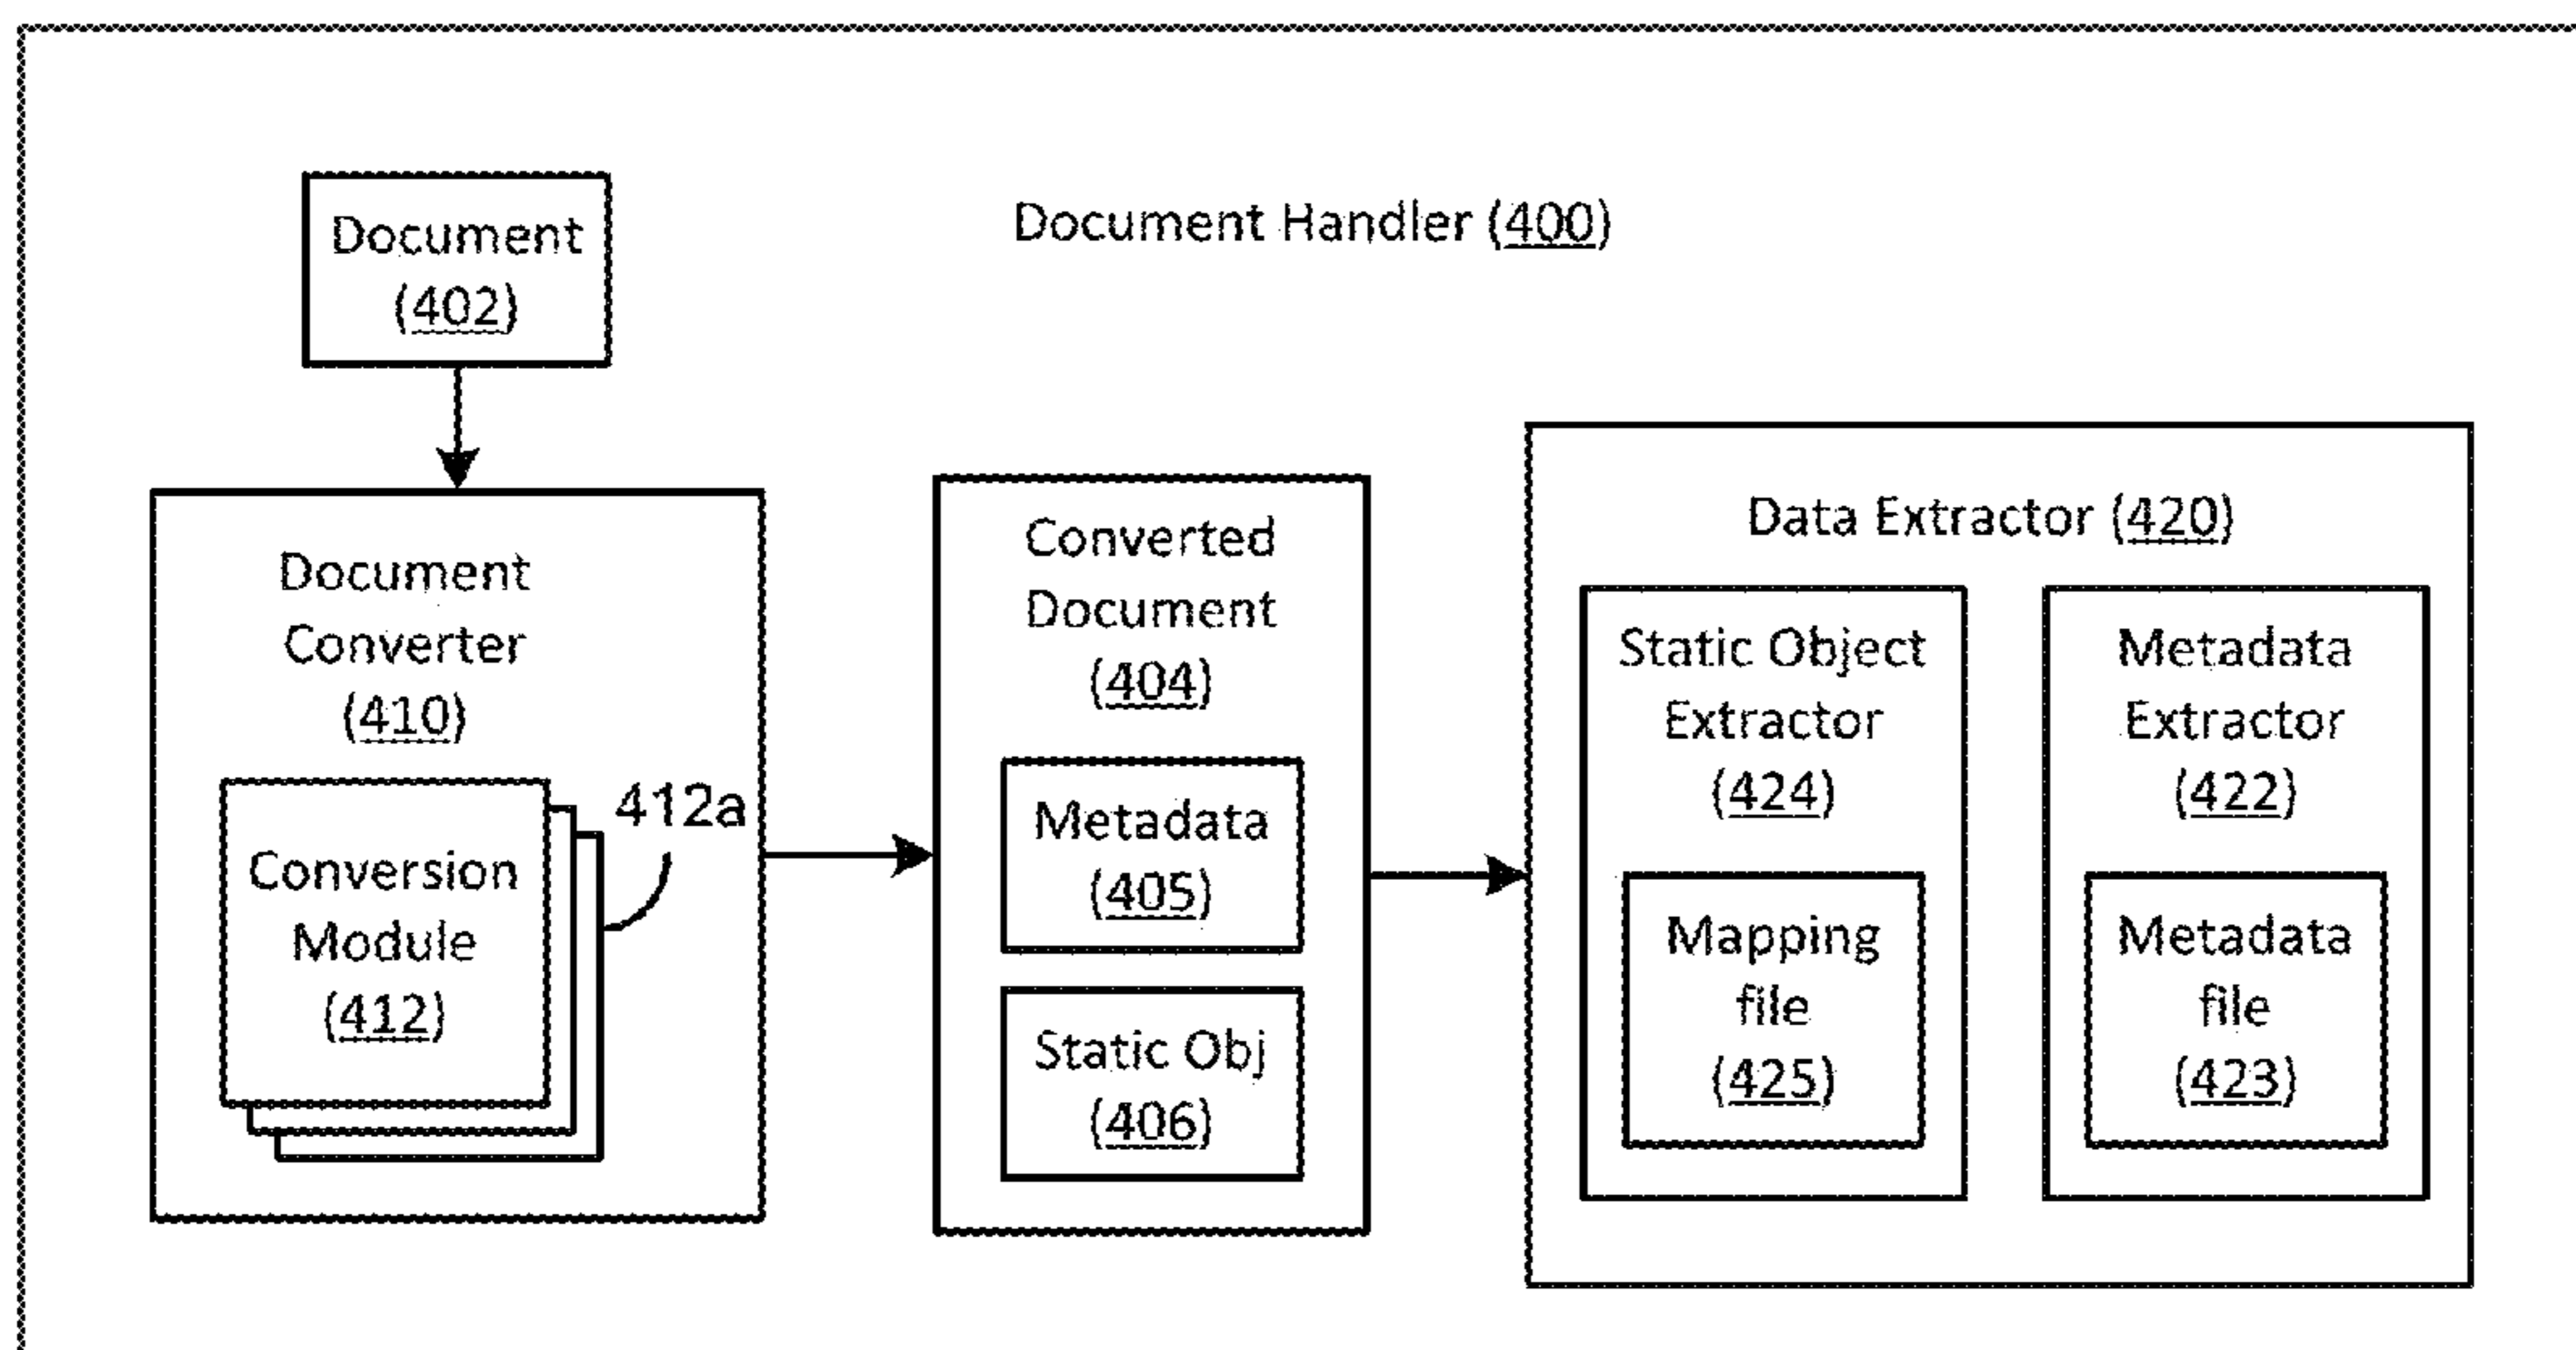 Document Handler (400)
Document
(402)
Document
Converter
(410)
412a
Conversion
Module
(412)
Converted
Document
(404)
Metadata
(405)
Static Obj
(406)
Data Extractor (420)
Static Object
Extractor
(424)
Mapping
file
(425)
Metadata
Extractor
(422)
Metadata
file
(423)